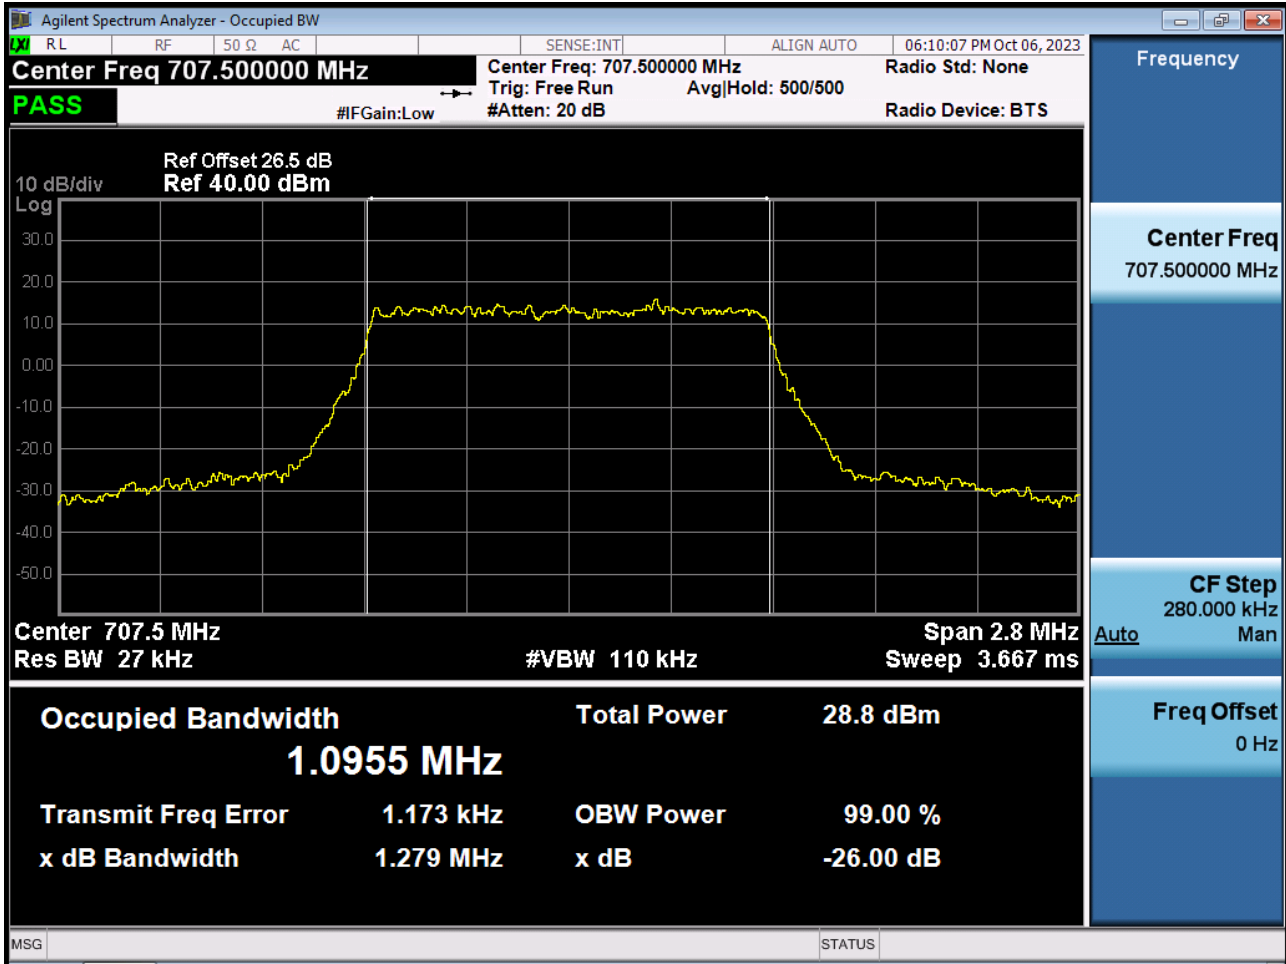 Agilent Spectrum Analyzer - Occupied BW
LXI RL RF 50 Ω AC SENSE:INT ALIGN AUTO 06:10:07 PM Oct 06, 2023
Center Freq 707.500000 MHz
Center Freq: 707.500000 MHz
Radio Std: None
Trig: Free Run
Avg|Hold: 500/500
PASS
#IFGain:Low
#Atten: 20 dB
Radio Device: BTS
Ref Offset 26.5 dB
10 dB/div
Ref 40.00 dBm
Log
30.0
20.0
10.0
0.00
-10.0
-20.0
-30.0
-40.0
-50.0
Center 707.5 MHz
Span 2.8 MHz
Res BW 27 kHz
#VBW 110 kHz
Sweep 3.667 ms
Occupied Bandwidth
Total Power 28.8 dBm
1.0955 MHz
Transmit Freq Error 1.173 kHz
OBW Power 99.00 %
x dB Bandwidth 1.279 MHz
x dB -26.00 dB
MSG
STATUS
Frequency
Center Freq
707.500000 MHz
CF Step
280.000 kHz
Auto Man
Freq Offset
0 Hz